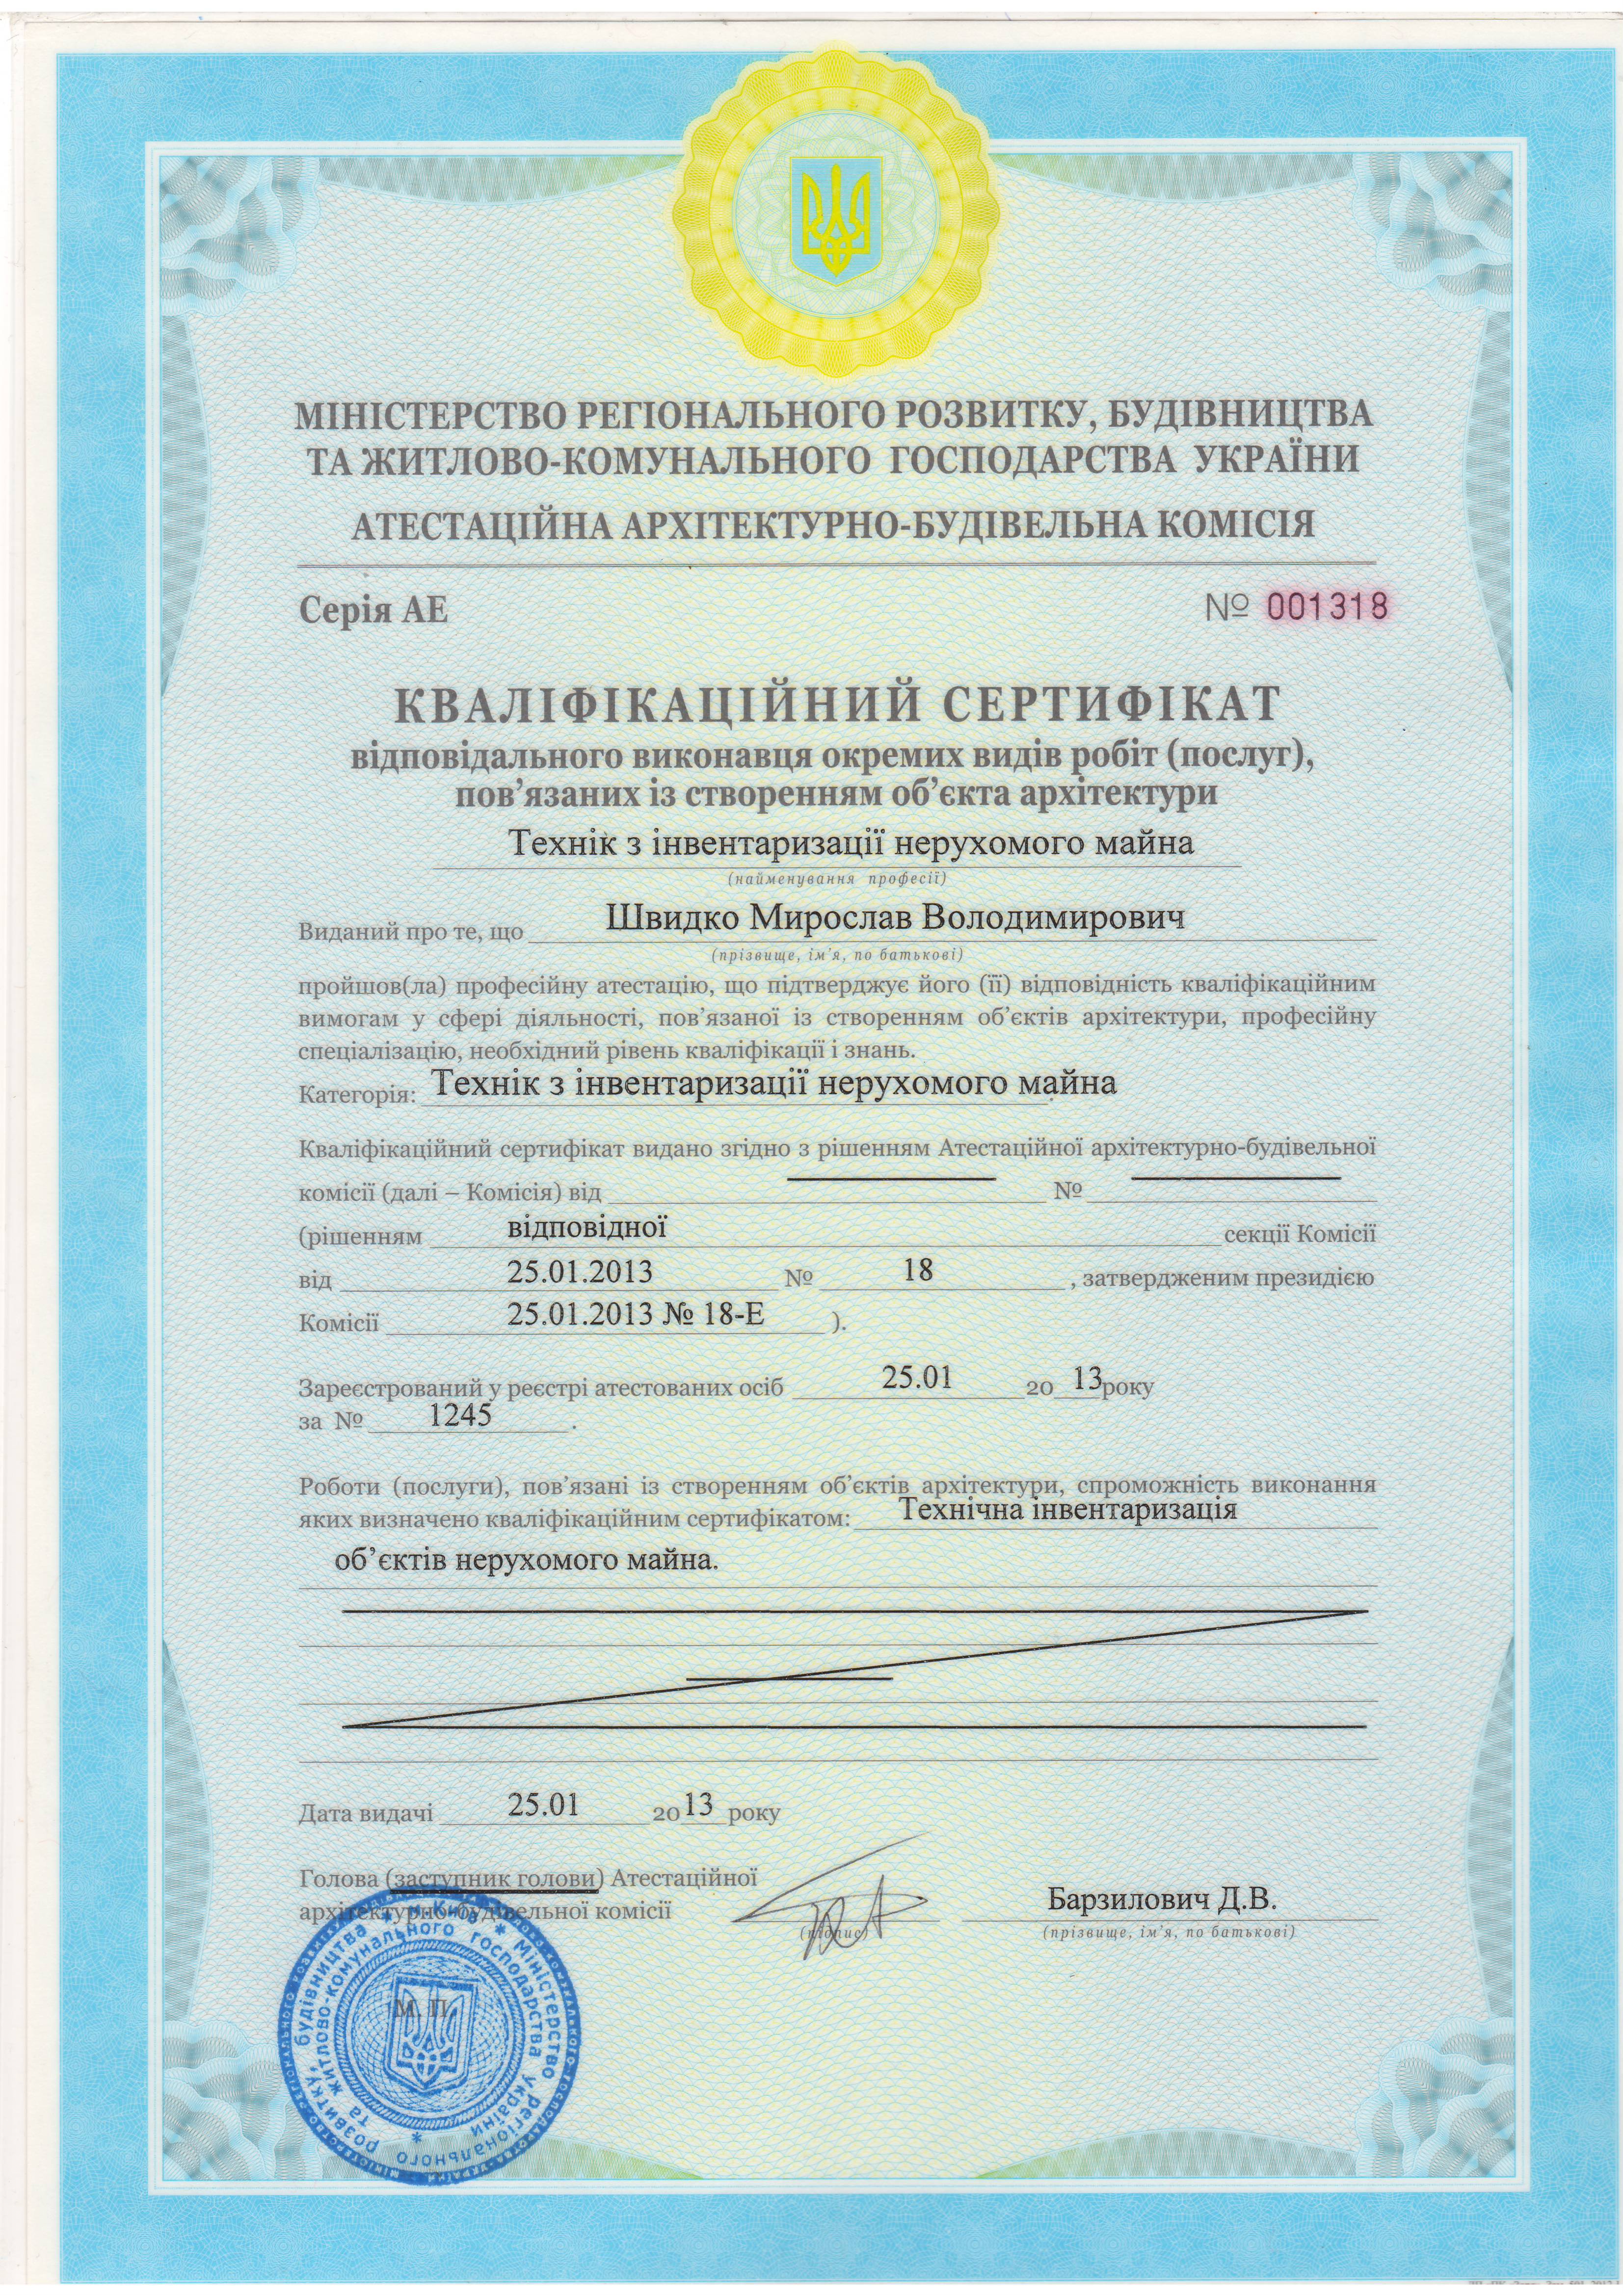 МІНІСТЕРСТВО РЕГІОНАЛЬНОГО РОЗВИТКУ, БУДІВНИЦТВА
ТА ЖИТЛОВО-КОМУНАЛЬНОГО ГОСПОДАРСТВА УКРАЇНИ
АТЕСТАЦІЙНА АРХІТЕКТУРНО-БУДІВЕЛЬНА КОМІСІЯ
Серія АЕ № 001318
КВАЛІФІКАЦІЙНИЙ СЕРТИФІКАТ
відповідального виконавця окремих видів робіт (послуг),
пов’язаних із створенням об’єкта архітектури
Технік з інвентаризації нерухомого майна
(найменування професії)
Виданий про те, що Швидко Мирослав Володимирович
(прізвище, ім’я, по батькові)
пройшов(ла) професійну атестацію, що підтверджує його (її) відповідність кваліфікаційним
вимогам у сфері діяльності, пов’язаної із створенням об’єктів архітектури, професійну
спеціалізацію, необхідний рівень кваліфікації і знань.
Категорія: Технік з інвентаризації нерухомого майна
Кваліфікаційний сертифікат видано згідно з рішенням Атестаційної архітектурно-будівельної
комісії (далі – Комісія) від №
(рішенням відповідної секції Комісії
від 25.01.2013 № 18 , затвердженим президією
Комісії 25.01.2013 № 18-Е ).
Зареєстрований у реєстрі атестованих осіб 25.01 2013 року
за № 1245 .
Роботи (послуги), пов’язані із створенням об’єктів архітектури, спроможність виконання
яких визначено кваліфікаційним сертифікатом: Технічна інвентаризація
об’єктів нерухомого майна.
Дата видачі 25.01 2013 року
Голова (заступник голови) Атестаційної
архітектурно-будівельної комісії Барзилович Д.В.
(підпис) (прізвище, ім’я, по батькові)
М. П.
* м. Київ * Міністерство регіонального розвитку, будівництва
та житлово-комунального господарства України *